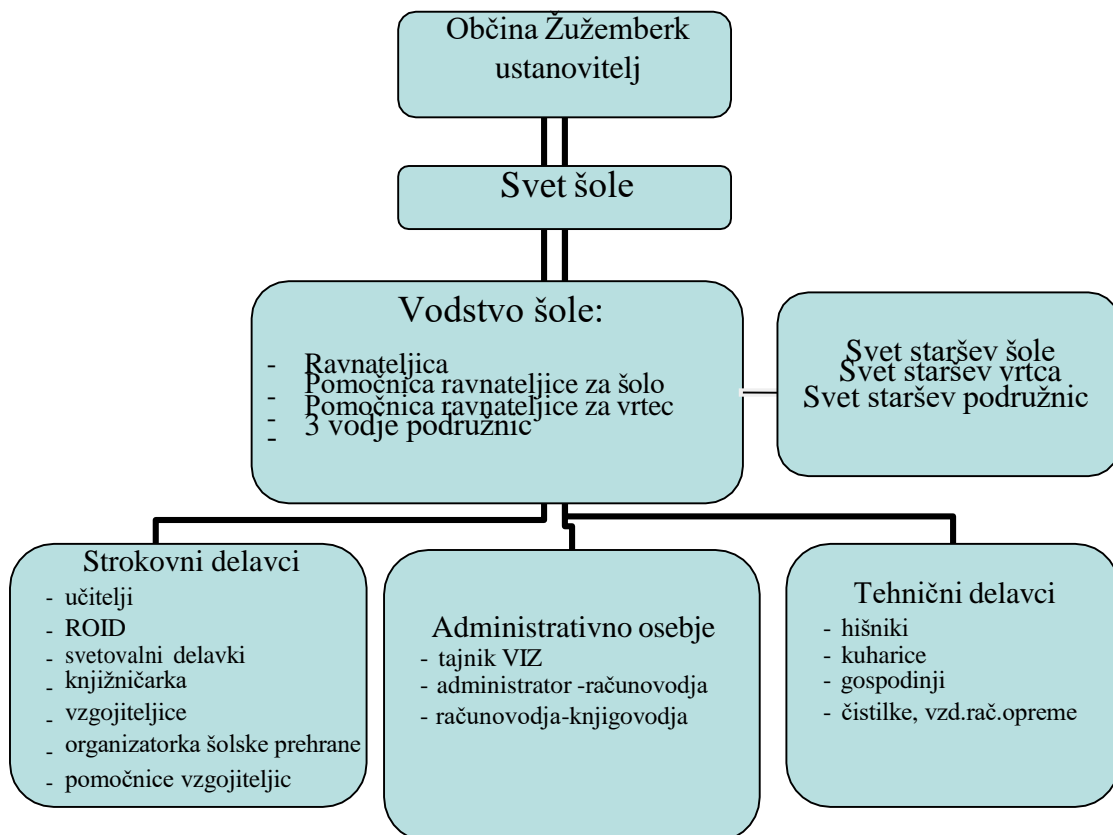 Občina Žužemberk
ustanovitelj
Svet šole
Vodstvo šole:
- Ravnateljica
- Pomočnica ravnateljice za šolo
- Pomočnica ravnateljice za vrtec
- 3 vodje podružnic
Svet staršev šole
Svet staršev vrtca
Svet staršev podružnic
Strokovni delavci
- učitelji
- ROID
- svetovalni delavki
- knjižničarka
- vzgojiteljice
- organizatorka šolske prehrane
- pomočnice vzgojiteljic
Administrativno osebje
- tajnik VIZ
- administrator -računovodja
- računovodja-knjigovodja
Tehnični delavci
- hišniki
- kuharice
- gospodinji
- čistilke, vzd.rač.opreme